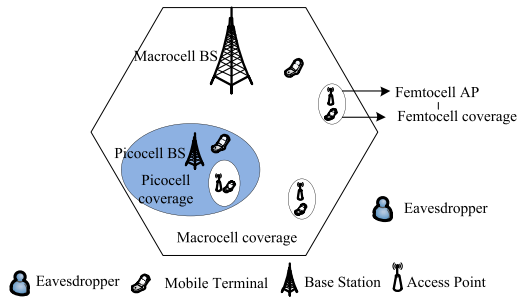 Macrocell BS
Femtocell AP
Femtocell coverage
Picocell BS
Picocell
coverage
Eavesdropper
Macrocell coverage
Eavesdropper
Mobile Terminal
Base Station
Access Point